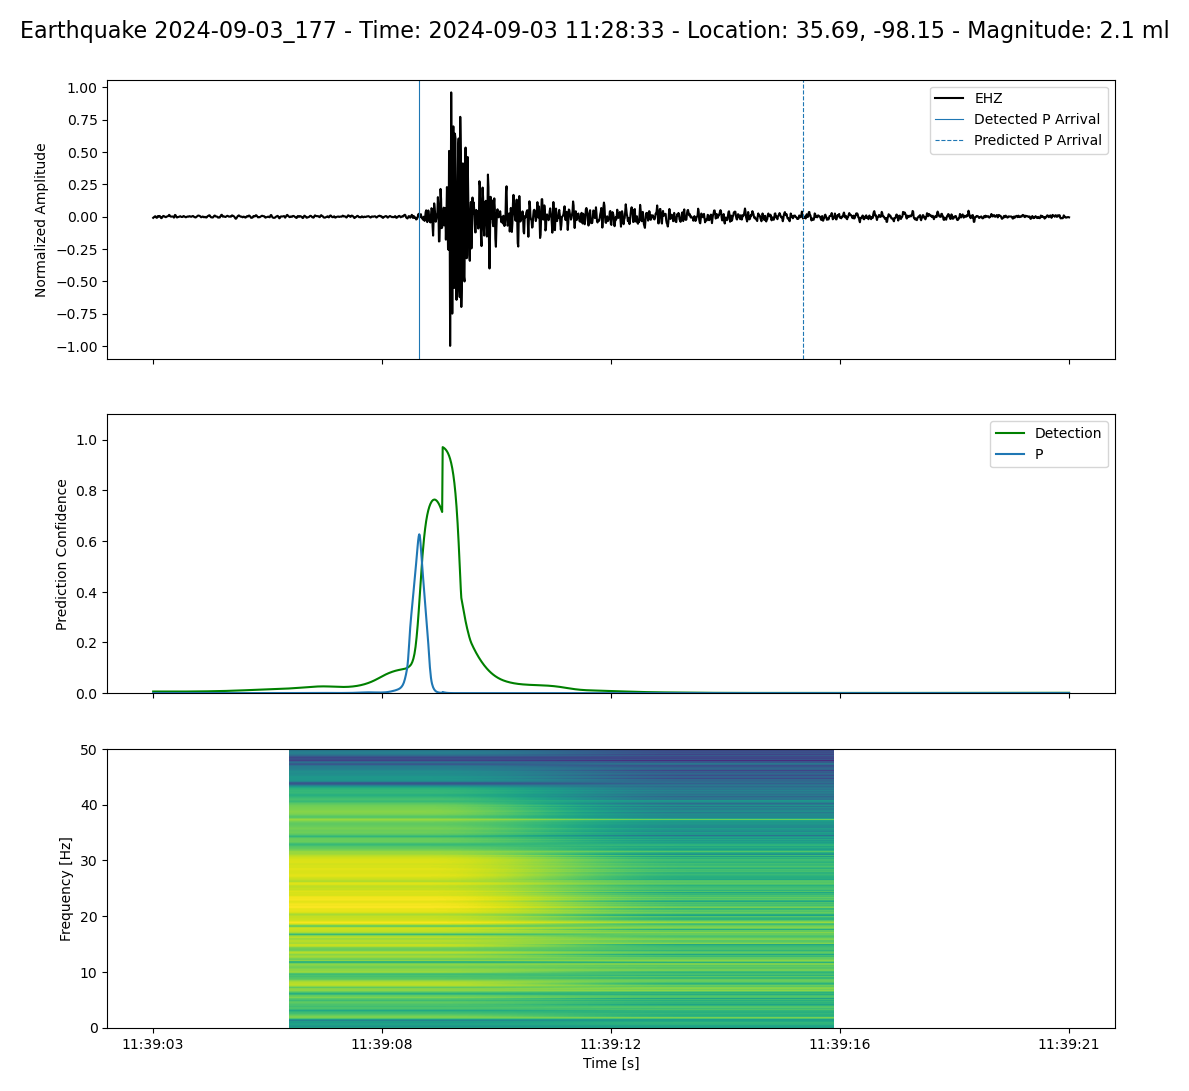 Earthquake 2024-09-03_177 - Time: 2024-09-03 11:28:33 - Location: 35.69, -98.15 - Magnitude: 2.1 ml
1.00
0.75
0.50
0.25
0.00
−0.25
−0.50
−0.75
−1.00
Normalized Amplitude
EHZ
Detected P Arrival
Predicted P Arrival
1.0
0.8
0.6
0.4
0.2
0.0
Prediction Confidence
Detection
P
50
40
30
20
10
0
Frequency [Hz]
11:39:03 11:39:08 11:39:12 11:39:16 11:39:21
Time [s]